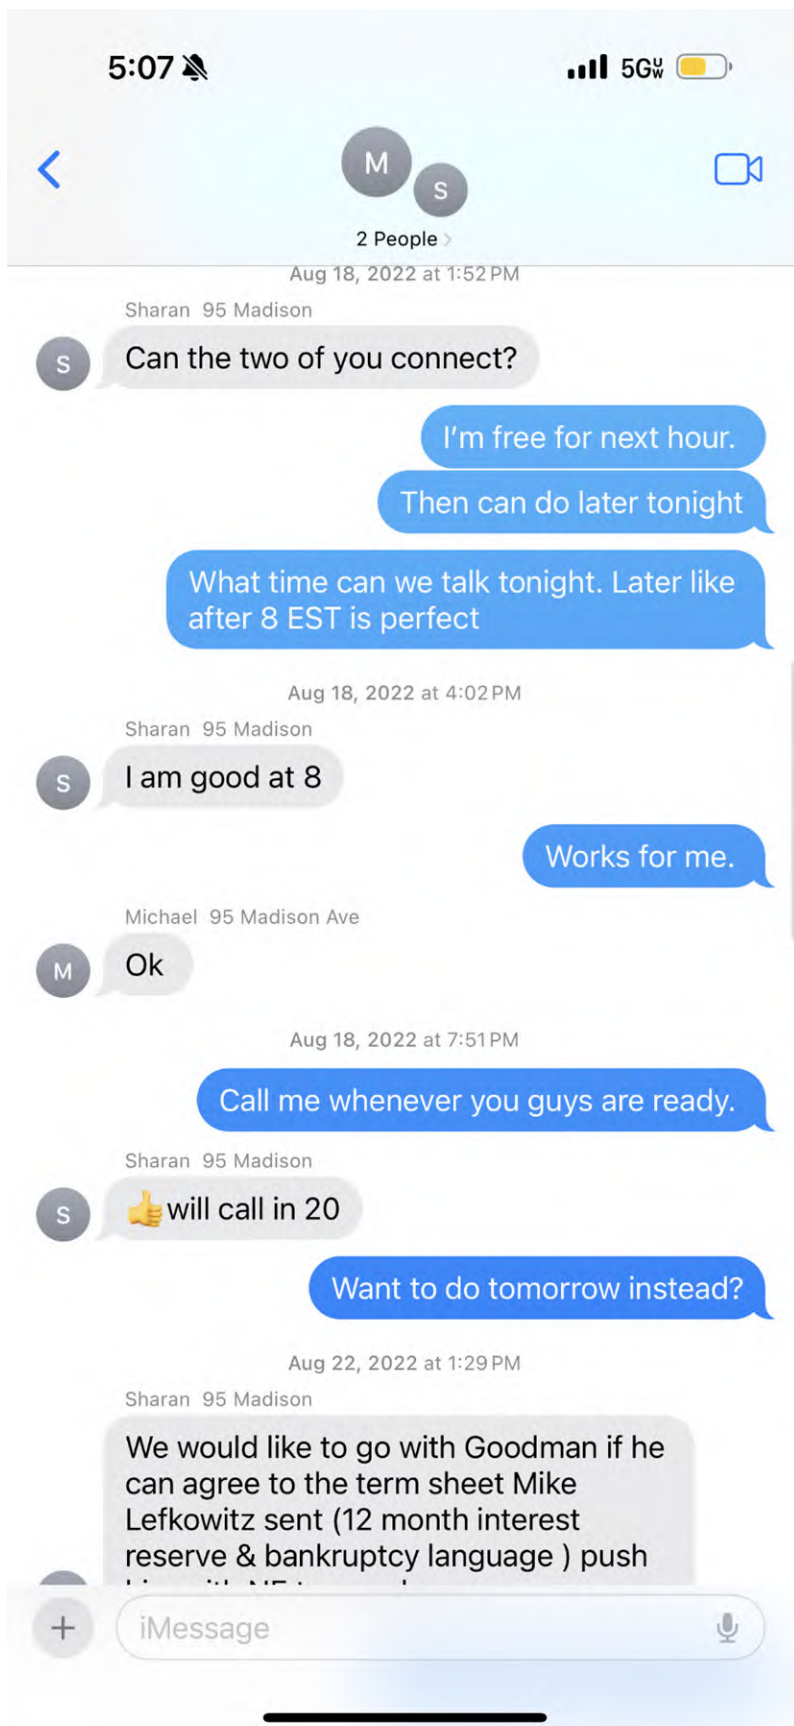 5:07
5G UW
M
S
2 People
Aug 18, 2022 at 1:52 PM
Sharan 95 Madison
S
Can the two of you connect?
I'm free for next hour.
Then can do later tonight
What time can we talk tonight. Later like
after 8 EST is perfect
Aug 18, 2022 at 4:02 PM
Sharan 95 Madison
S
I am good at 8
Works for me.
Michael 95 Madison Ave
M
Ok
Aug 18, 2022 at 7:51 PM
Call me whenever you guys are ready.
Sharan 95 Madison
S
👍will call in 20
Want to do tomorrow instead?
Aug 22, 2022 at 1:29 PM
Sharan 95 Madison
We would like to go with Goodman if he
can agree to the term sheet Mike
Lefkowitz sent (12 month interest
reserve & bankruptcy language ) push
iMessage